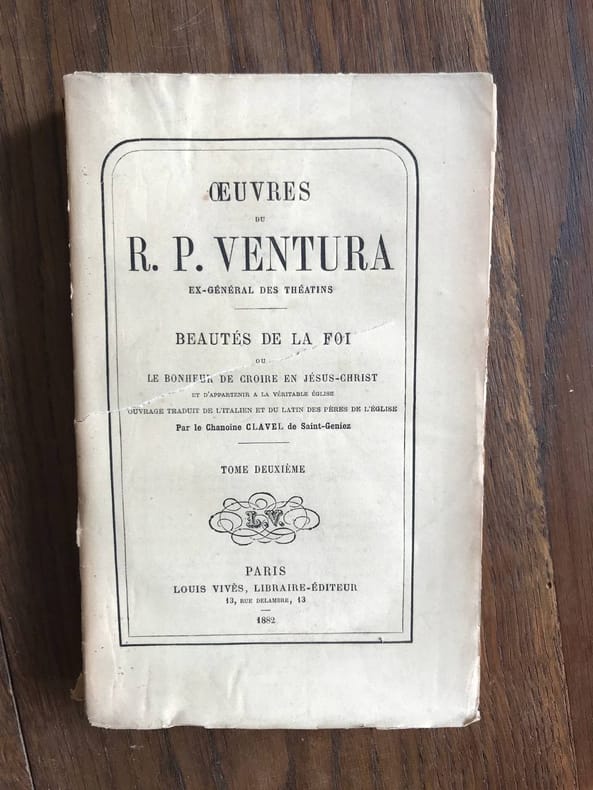 ŒUVRES
DU
R. P. VENTURA
EX-GÉNÉRAL DES THÉATINS
BEAUTÉS DE LA FOI
OU
LE BONHEUR DE CROIRE EN JÉSUS-CHRIST
ET D'APPARTENIR A LA VÉRITABLE ÉGLISE
OUVRAGE TRADUIT DE L'ITALIEN ET DU LATIN DES PÈRES DE L'ÉGLISE
Par le Chanoine CLAVEL de Saint-Geniez
TOME DEUXIÈME
L.V.
PARIS
LOUIS VIVÈS, LIBRAIRE-ÉDITEUR
13, RUE DELAMBRE, 13
1882